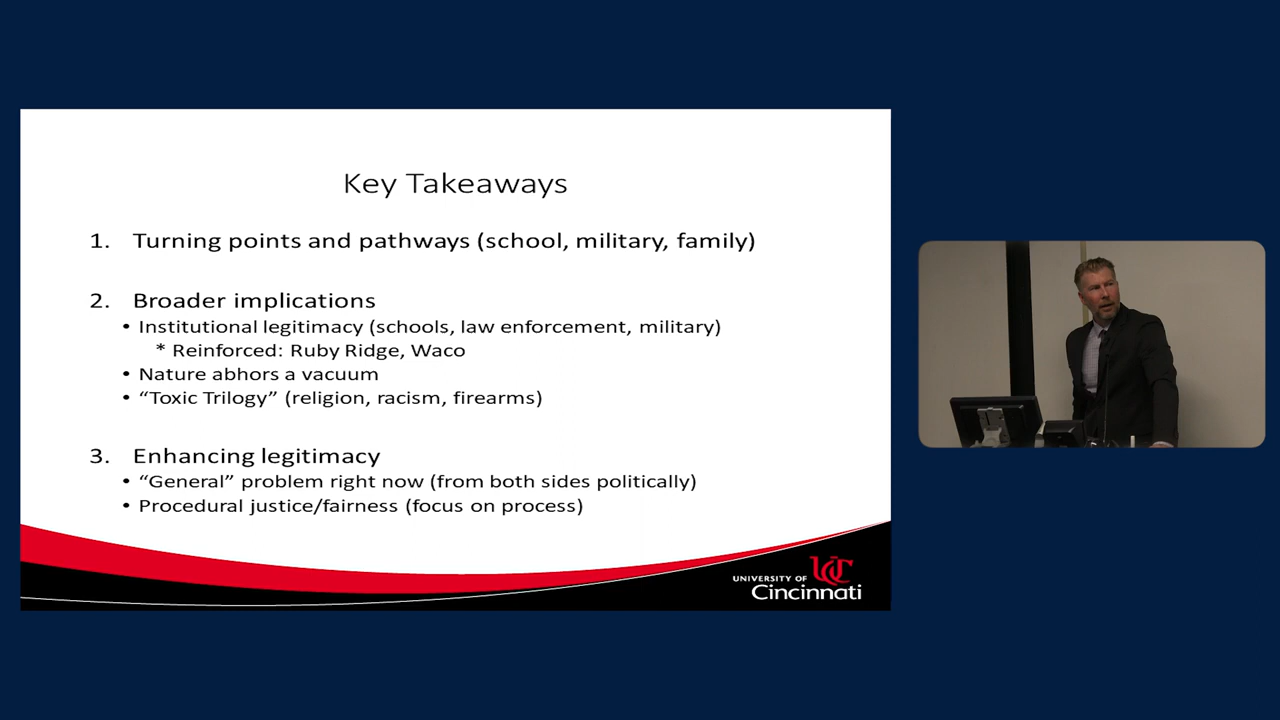 Key Takeaways
1. Turning points and pathways (school, military, family)
2. Broader implications
• Institutional legitimacy (schools, law enforcement, military)
* Reinforced: Ruby Ridge, Waco
• Nature abhors a vacuum
• “Toxic Trilogy” (religion, racism, firearms)
3. Enhancing legitimacy
• “General” problem right now (from both sides politically)
• Procedural justice/fairness (focus on process)
UC
UNIVERSITY OF
Cincinnati